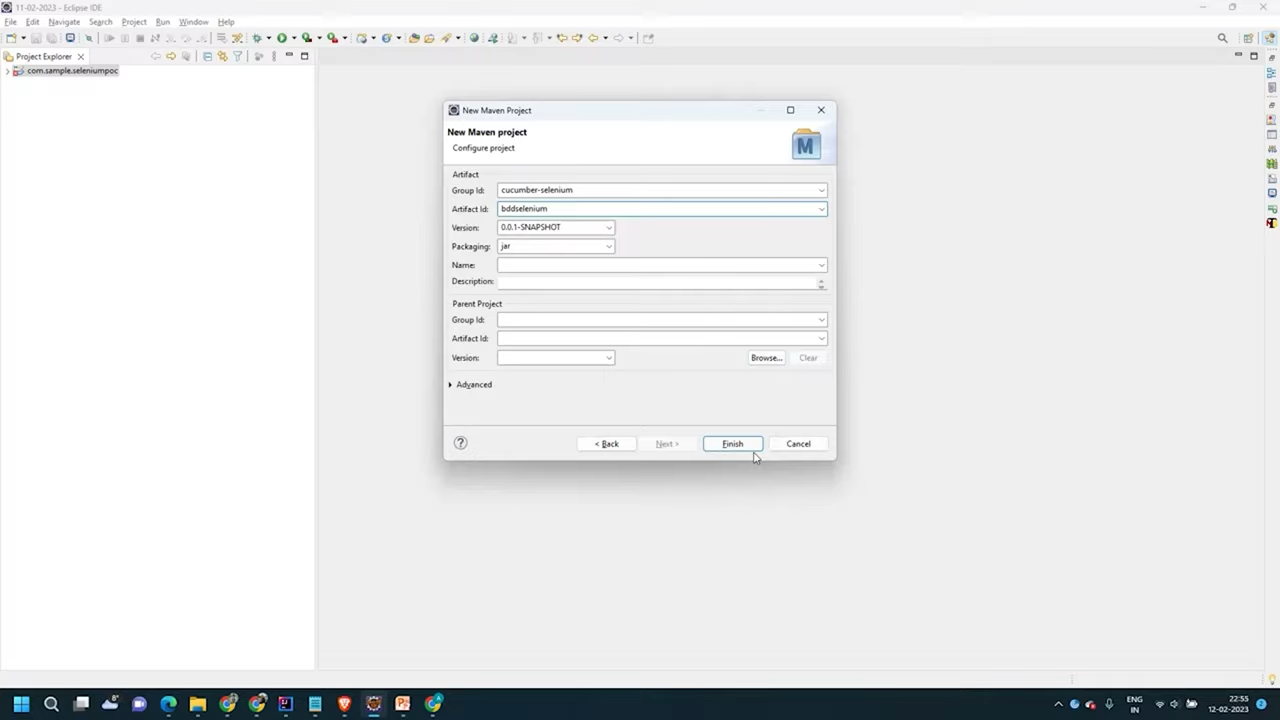 11-02-2023 - Eclipse IDE
File Edit Navigate Search Project Run Window Help
Project Explorer
com.sample.seleniumpoc
New Maven Project
New Maven project
Configure project
M
Artifact
Group Id: cucumber-selenium
Artifact Id: bddselenium
Version: 0.0.1-SNAPSHOT
Packaging: jar
Name:
Description:
Parent Project
Group Id:
Artifact Id:
Version:
Browse... Clear
Advanced
? < Back Next > Finish Cancel
8°
ENG
IN
22:55
12-02-2023
2